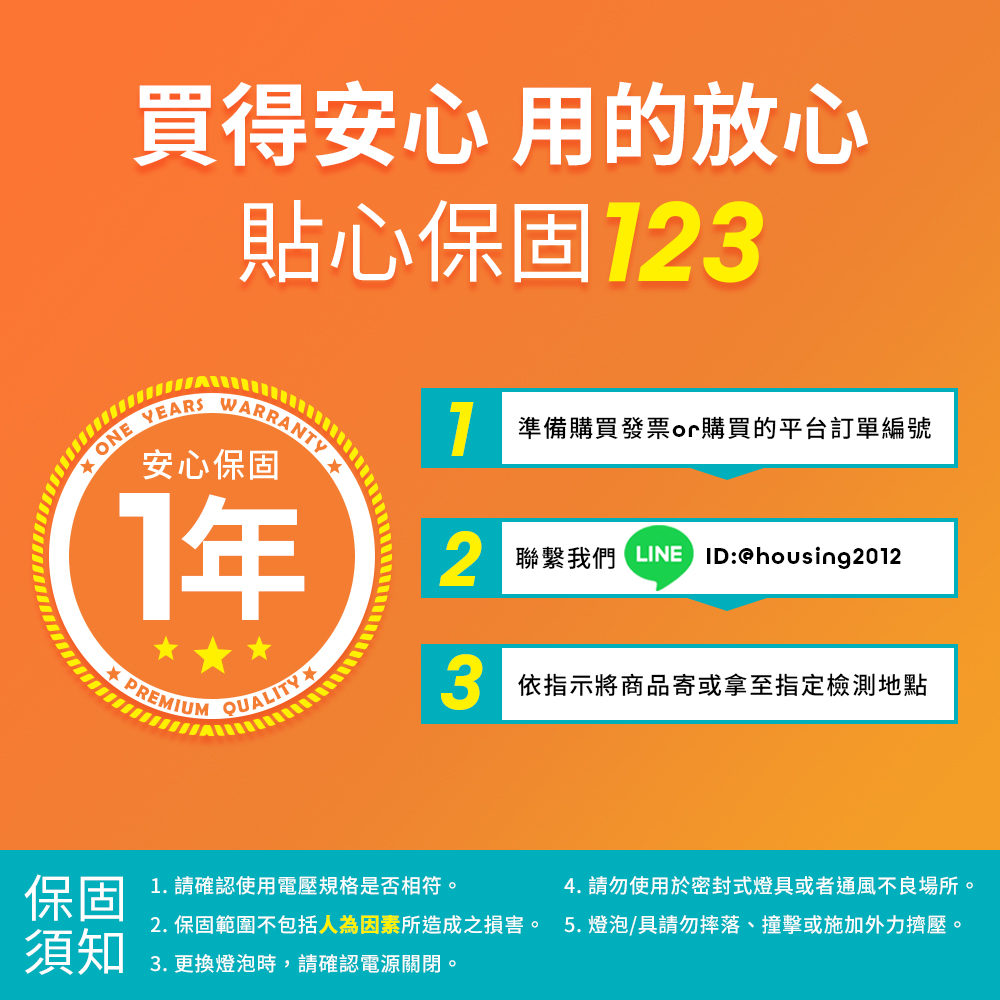 買得安心 用的放心
貼心保固123
ONE YEARS WARRANTY
安心保固
1年
PREMIUM QUALITY
1 準備購買發票or購買的平台訂單編號
2 聯繫我們 LINE ID:@housing2012
3 依指示將商品寄或拿至指定檢測地點
保固
須知
1. 請確認使用電壓規格是否相符。
2. 保固範圍不包括人為因素所造成之損害。
3. 更換燈泡時，請確認電源關閉。
4. 請勿使用於密封式燈具或者通風不良場所。
5. 燈泡/具請勿摔落、撞擊或施加外力擠壓。